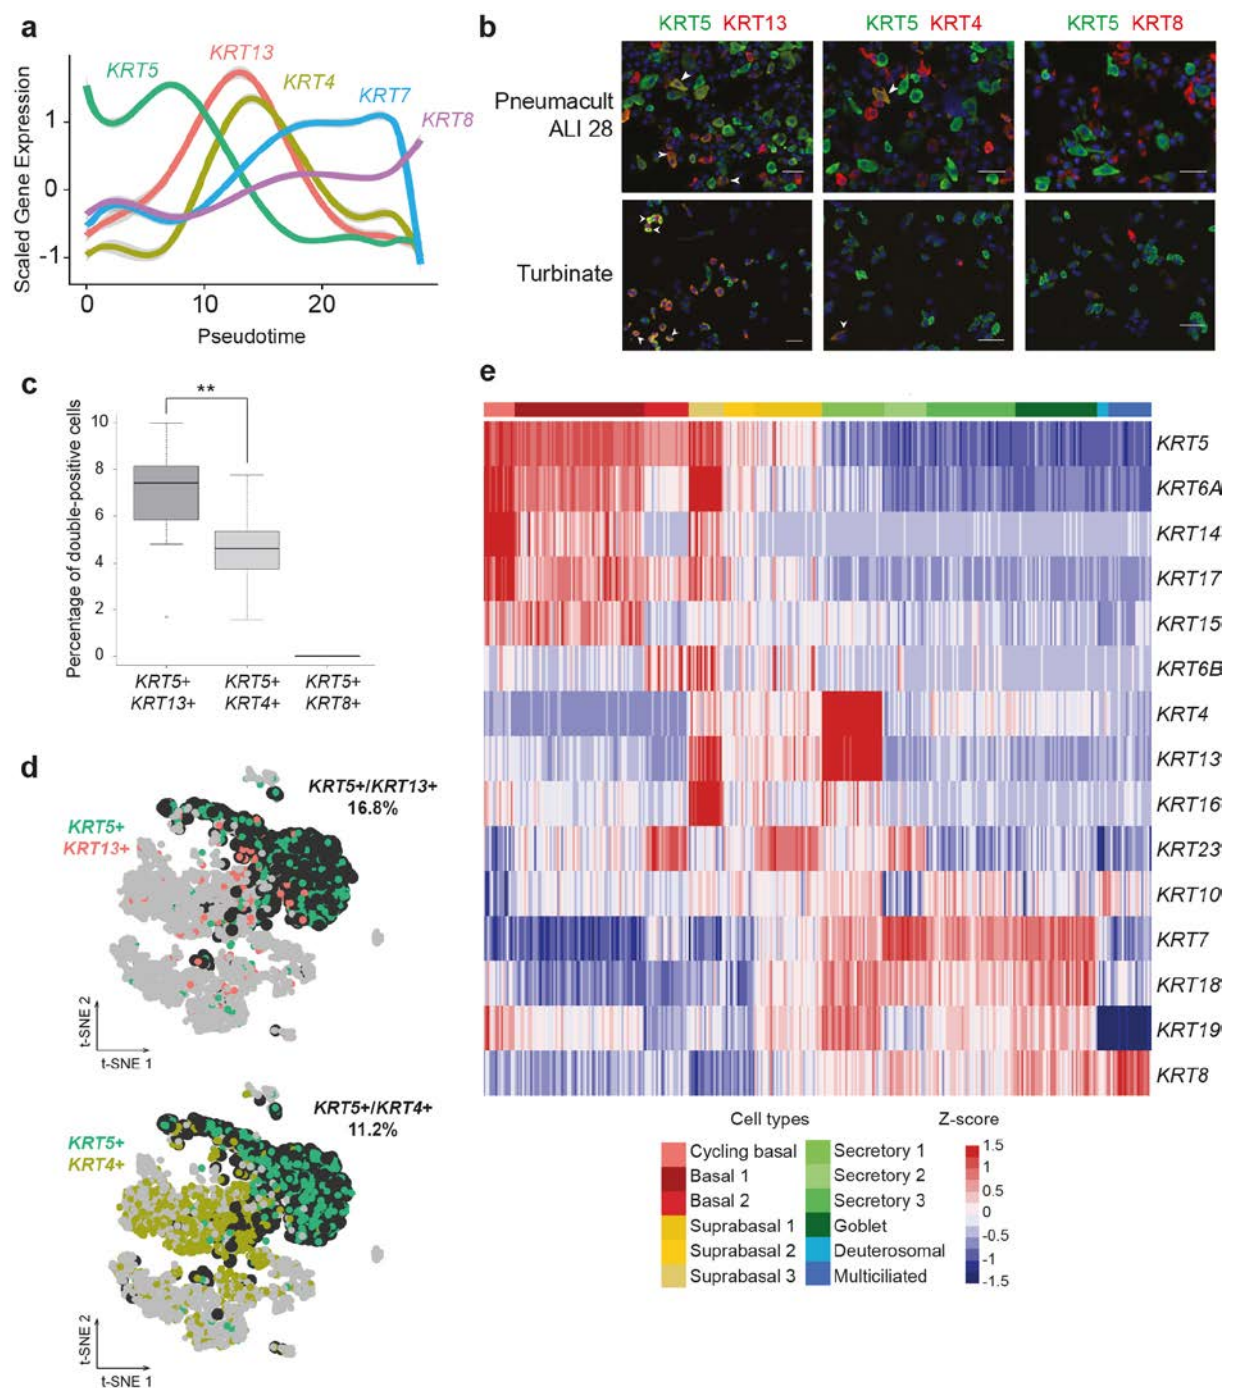 a
KRT5
KRT13
KRT4
KRT7
KRT8
Scaled Gene Expression
1
0
-1
0
10
20
Pseudotime
b
KRT5 KRT13
KRT5 KRT4
KRT5 KRT8
Pneumacult
ALI 28
Turbinate
c
**
Percentage of double-positive cells
10
8
6
4
2
0
KRT5+
KRT13+
KRT5+
KRT4+
KRT5+
KRT8+
d
KRT5+/KRT13+
16.8%
KRT5+
KRT13+
t-SNE 2
t-SNE 1
KRT5+/KRT4+
11.2%
KRT5+
KRT4+
t-SNE 2
t-SNE 1
e
KRT5
KRT6A
KRT14
KRT17
KRT15
KRT6B
KRT4
KRT13
KRT16
KRT23
KRT10
KRT7
KRT18
KRT19
KRT8
Cell types
Cycling basal
Basal 1
Basal 2
Suprabasal 1
Suprabasal 2
Suprabasal 3
Secretory 1
Secretory 2
Secretory 3
Goblet
Deuterosomal
Multiciliated
Z-score
1.5
1
0.5
0
-0.5
-1
-1.5